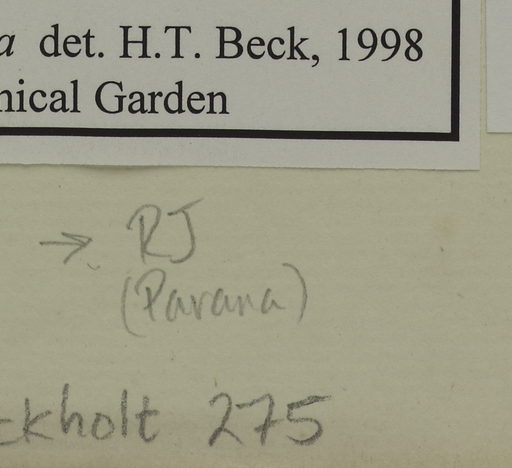 a det. H.T. Beck, 1998
nical Garden
→ RJ
(Parana)
ckholt 275